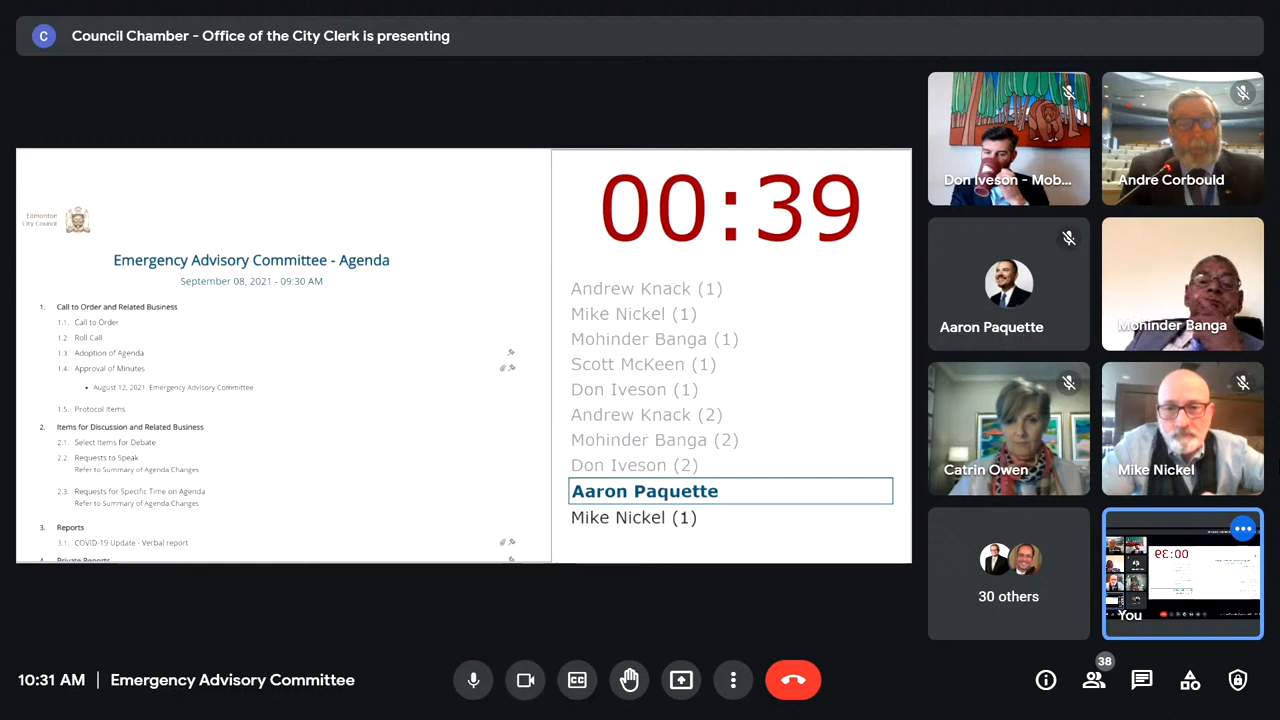 C
Council Chamber - Office of the City Clerk is presenting
Edmonton
City Council
Emergency Advisory Committee - Agenda
September 08, 2021 - 09:30 AM
1. Call to Order and Related Business
1.1. Call to Order
1.2. Roll Call
1.3. Adoption of Agenda
1.4. Approval of Minutes
• August 12, 2021, Emergency Advisory Committee
1.5. Protocol Items
2. Items for Discussion and Related Business
2.1. Select Items for Debate
2.2. Requests to Speak
Refer to Summary of Agenda Changes
2.3. Requests for Specific Time on Agenda
Refer to Summary of Agenda Changes
3. Reports
3.1. COVID-19 Update - Verbal report
4. Private Reports
00:39
Andrew Knack (1)
Mike Nickel (1)
Mohinder Banga (1)
Scott McKeen (1)
Don Iveson (1)
Andrew Knack (2)
Mohinder Banga (2)
Don Iveson (2)
Aaron Paquette
Mike Nickel (1)
Don Iveson - Mob...
Andre Corbould
Aaron Paquette
Mohinder Banga
Catrin Owen
Mike Nickel
30 others
You
10:31 AM | Emergency Advisory Committee
38